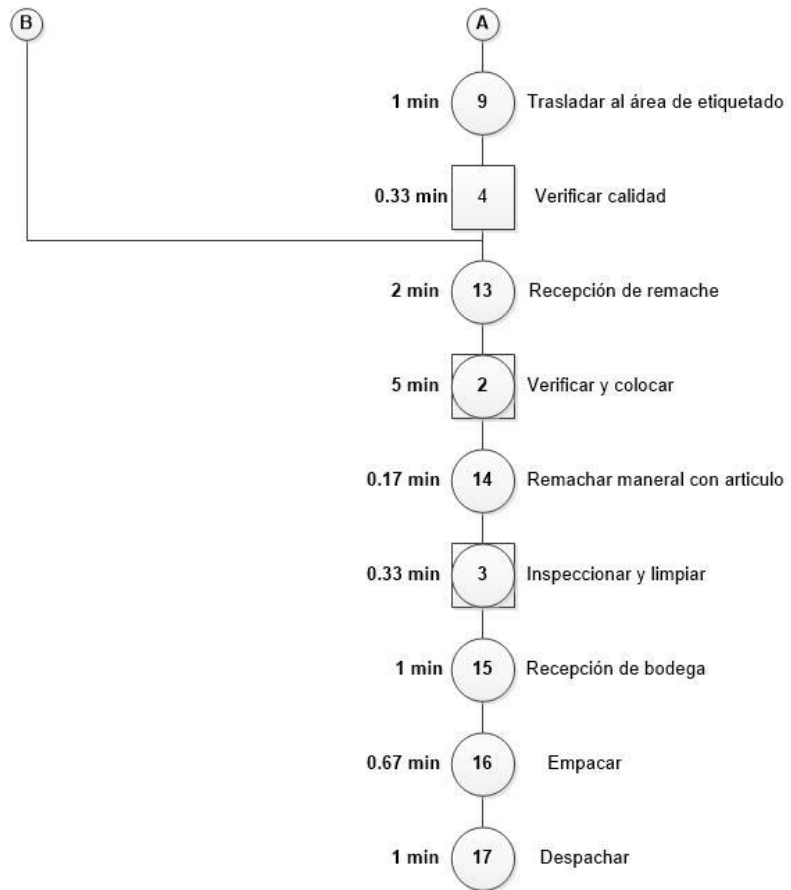 B
A
1 min 9 Trasladar al área de etiquetado
0.33 min 4 Verificar calidad
2 min 13 Recepción de remache
5 min 2 Verificar y colocar
0.17 min 14 Remachar maneral con articulo
0.33 min 3 Inspeccionar y limpiar
1 min 15 Recepción de bodega
0.67 min 16 Empacar
1 min 17 Despachar